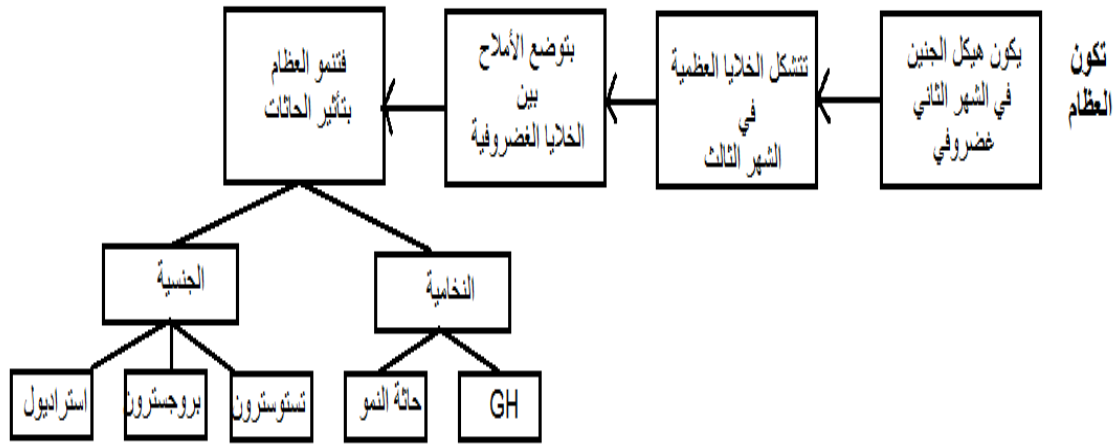 تكون
العظام
يكون هيكل الجنين
في الشهر الثاني
غضروفي
تتشكل الخلايا العظمية
في
الشهر الثالث
بتوضع الأملاح
بين
الخلايا الغضروفية
فتنمو العظام
بتأثير الحاثات
النخامية
الجنسية
GH
حاثة النمو
تستوسترون
بروجسترون
استراديول